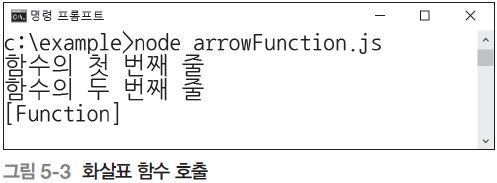 명령 프롬프트
c:\example>node arrowFunction.js
함수의 첫 번째 줄
함수의 두 번째 줄
[Function]
그림 5-3 화살표 함수 호출